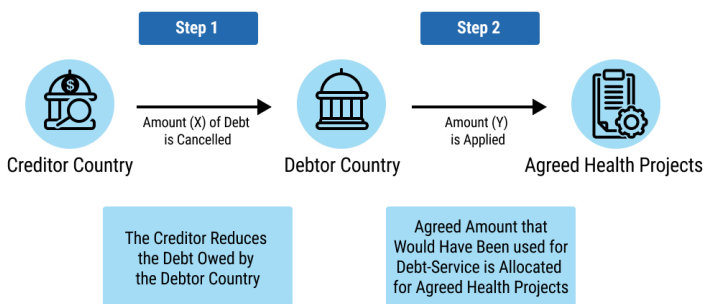 Step 1
Step 2
$
Amount (X) of Debt
is Cancelled
Amount (Y)
is Applied
Creditor Country
Debtor Country
Agreed Health Projects
The Creditor Reduces
the Debt Owed by
the Debtor Country
Agreed Amount that
Would Have Been used for
Debt-Service is Allocated
for Agreed Health Projects